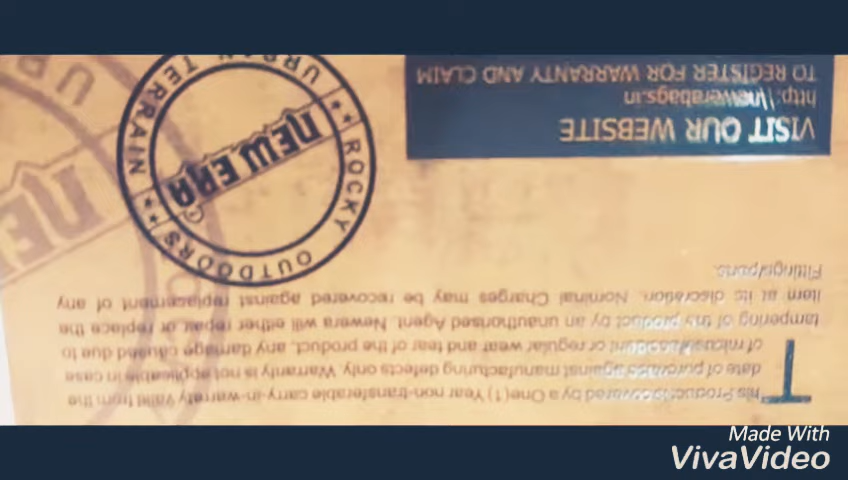 This Product is covered by a One(1) Year non-transferable carry-in-warrety Valid from the
date of purchase against manufacturing defects only. Warranty is not applicable in case
of misuse/accident or regular wear and tear of the product, any damage caused due to
tampering of this product by an unauthorised Agent. Newera will either repair or replace the
item at its discretion. Nominal Charges may be recovered against replacement of any
Fittings/parts.
ROCKY OUTDOORS
NEW ERA
URBAN TERRAIN
VISIT OUR WEBSITE
http://newerabags.in
TO REGISTER FOR WARRANTY AND CLAIM
Made With
VivaVideo